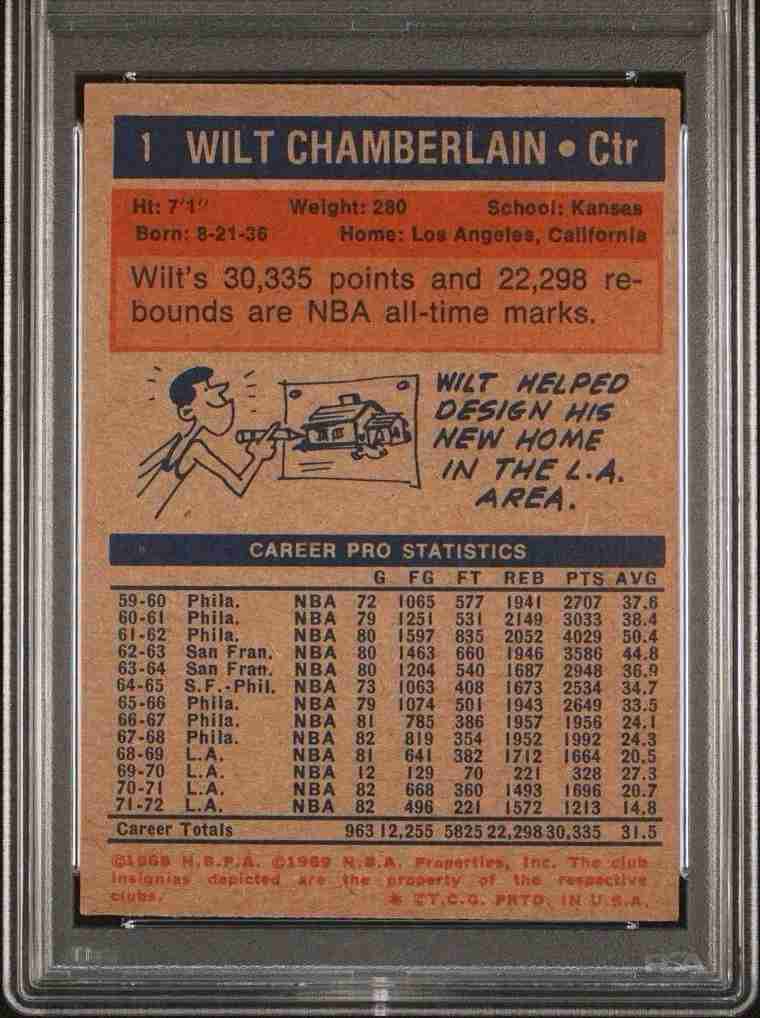 1 WILT CHAMBERLAIN • Ctr
Ht: 7'1" Weight: 280 School: Kansas
Born: 8-21-36 Home: Los Angeles, California
Wilt's 30,335 points and 22,298 re-
bounds are NBA all-time marks.
WILT HELPED
DESIGN HIS
NEW HOME
IN THE L.A.
AREA.
CAREER PRO STATISTICS
G FG FT REB PTS AVG
59-60 Phila. NBA 72 1065 577 1941 2707 37.6
60-61 Phila. NBA 79 1251 531 2149 3033 38.4
61-62 Phila. NBA 80 1597 835 2052 4029 50.4
62-63 San Fran. NBA 80 1463 660 1946 3586 44.8
63-64 San Fran. NBA 80 1204 540 1687 2948 36.9
64-65 S.F.-Phil. NBA 73 1063 408 1673 2534 34.7
65-66 Phila. NBA 79 1074 501 1943 2649 33.5
66-67 Phila. NBA 81 785 386 1957 1956 24.1
67-68 Phila. NBA 82 819 354 1952 1992 24.3
68-69 L.A. NBA 81 641 382 1712 1664 20.5
69-70 L.A. NBA 12 129 70 221 328 27.3
70-71 L.A. NBA 82 668 360 1493 1696 20.7
71-72 L.A. NBA 82 496 221 1572 1213 14.8
Career Totals 963 12,255 5825 22,298 30,335 31.5
©1968 N.B.P.A. ©1969 N.B.A. Properties, Inc. The club
insignias depicted are the property of the respective
clubs. * ©T.C.G. PRTD. IN U.S.A.
PSA